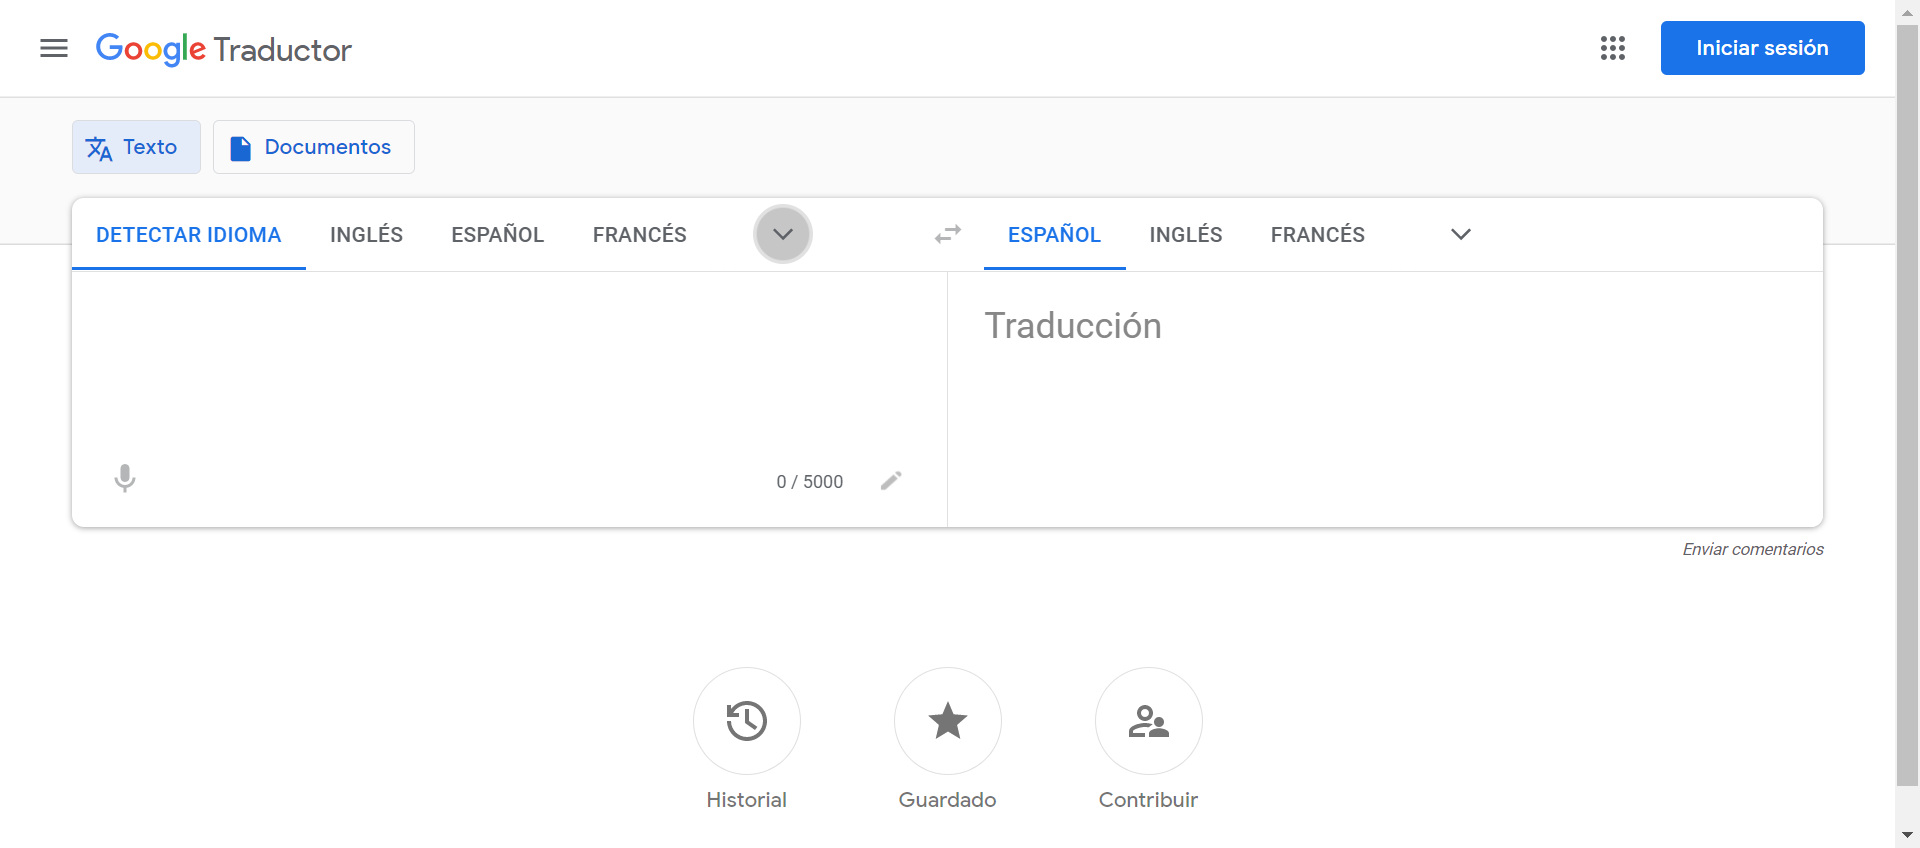 Google Traductor
Iniciar sesión
Texto
Documentos
DETECTAR IDIOMA
INGLÉS
ESPAÑOL
FRANCÉS
ESPAÑOL
INGLÉS
FRANCÉS
Traducción
0 / 5000
Enviar comentarios
Historial
Guardado
Contribuir